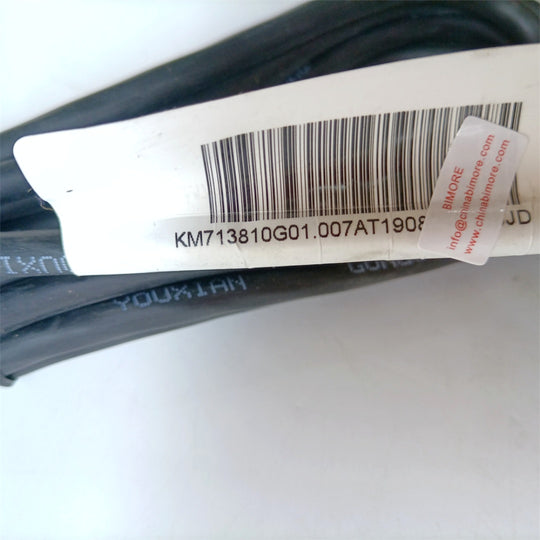 KM713810G01.007AT1908
JD
BIMORE
info@chinabimore.com
www.chinabimore.com
YOUXIAN